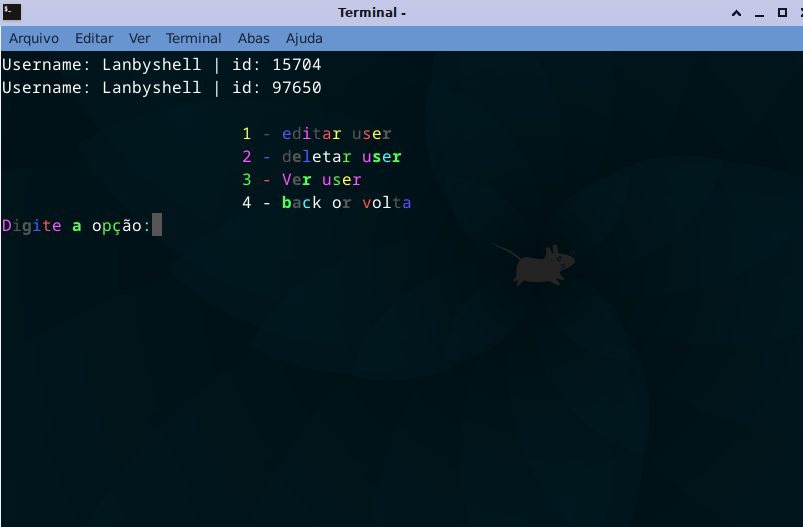 Terminal -
Arquivo Editar Ver Terminal Abas Ajuda
Username: Lanbyshell | id: 15704
Username: Lanbyshell | id: 97650
1 - editar user
2 - deletar user
3 - Ver user
4 - back or volta
Digite a opção: